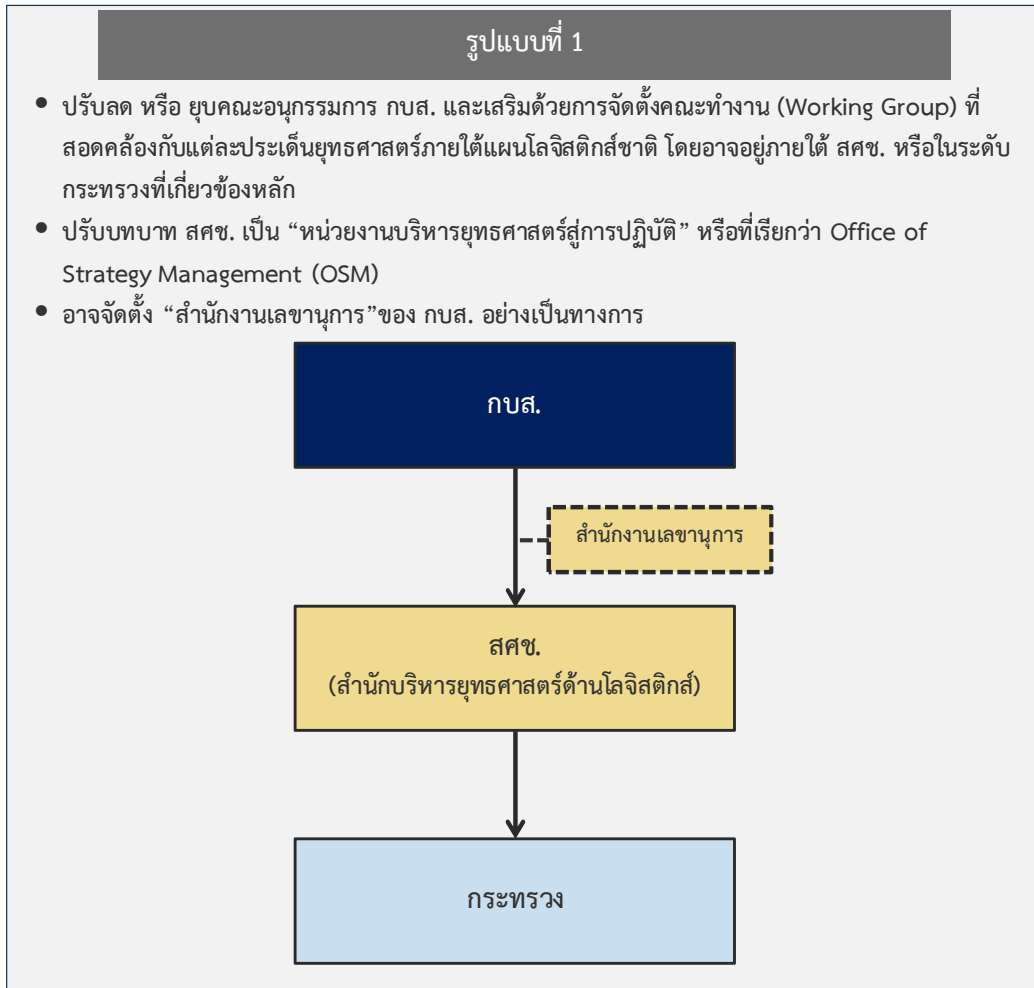 รูปแบบที่ 1
• ปรับลด หรือ ยุบคณะอนุกรรมการ กบส. และเสริมด้วยการจัดตั้งคณะทำงาน (Working Group) ที่
สอดคล้องกับแต่ละประเด็นยุทธศาสตร์ภายใต้แผนโลจิสติกส์ชาติ โดยอาจอยู่ภายใต้ สศช. หรือในระดับ
กระทรวงที่เกี่ยวข้องหลัก
• ปรับบทบาท สศช. เป็น “หน่วยงานบริหารยุทธศาสตร์สู่การปฏิบัติ” หรือที่เรียกว่า Office of
Strategy Management (OSM)
• อาจจัดตั้ง “สำนักงานเลขานุการ”ของ กบส. อย่างเป็นทางการ
กบส.
สำนักงานเลขานุการ
สศช.
(สำนักบริหารยุทธศาสตร์ด้านโลจิสติกส์)
กระทรวง